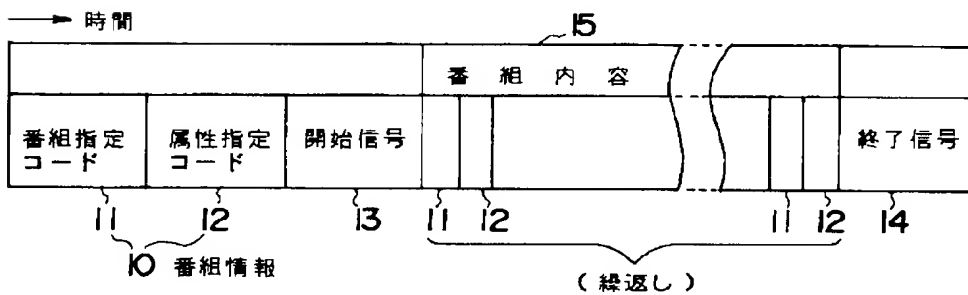 時間
15
番組内容
番組指定
コード
属性指定
コード
開始信号
終了信号
11
12
13
11
12
11
12
14
10 番組情報
(繰返し)